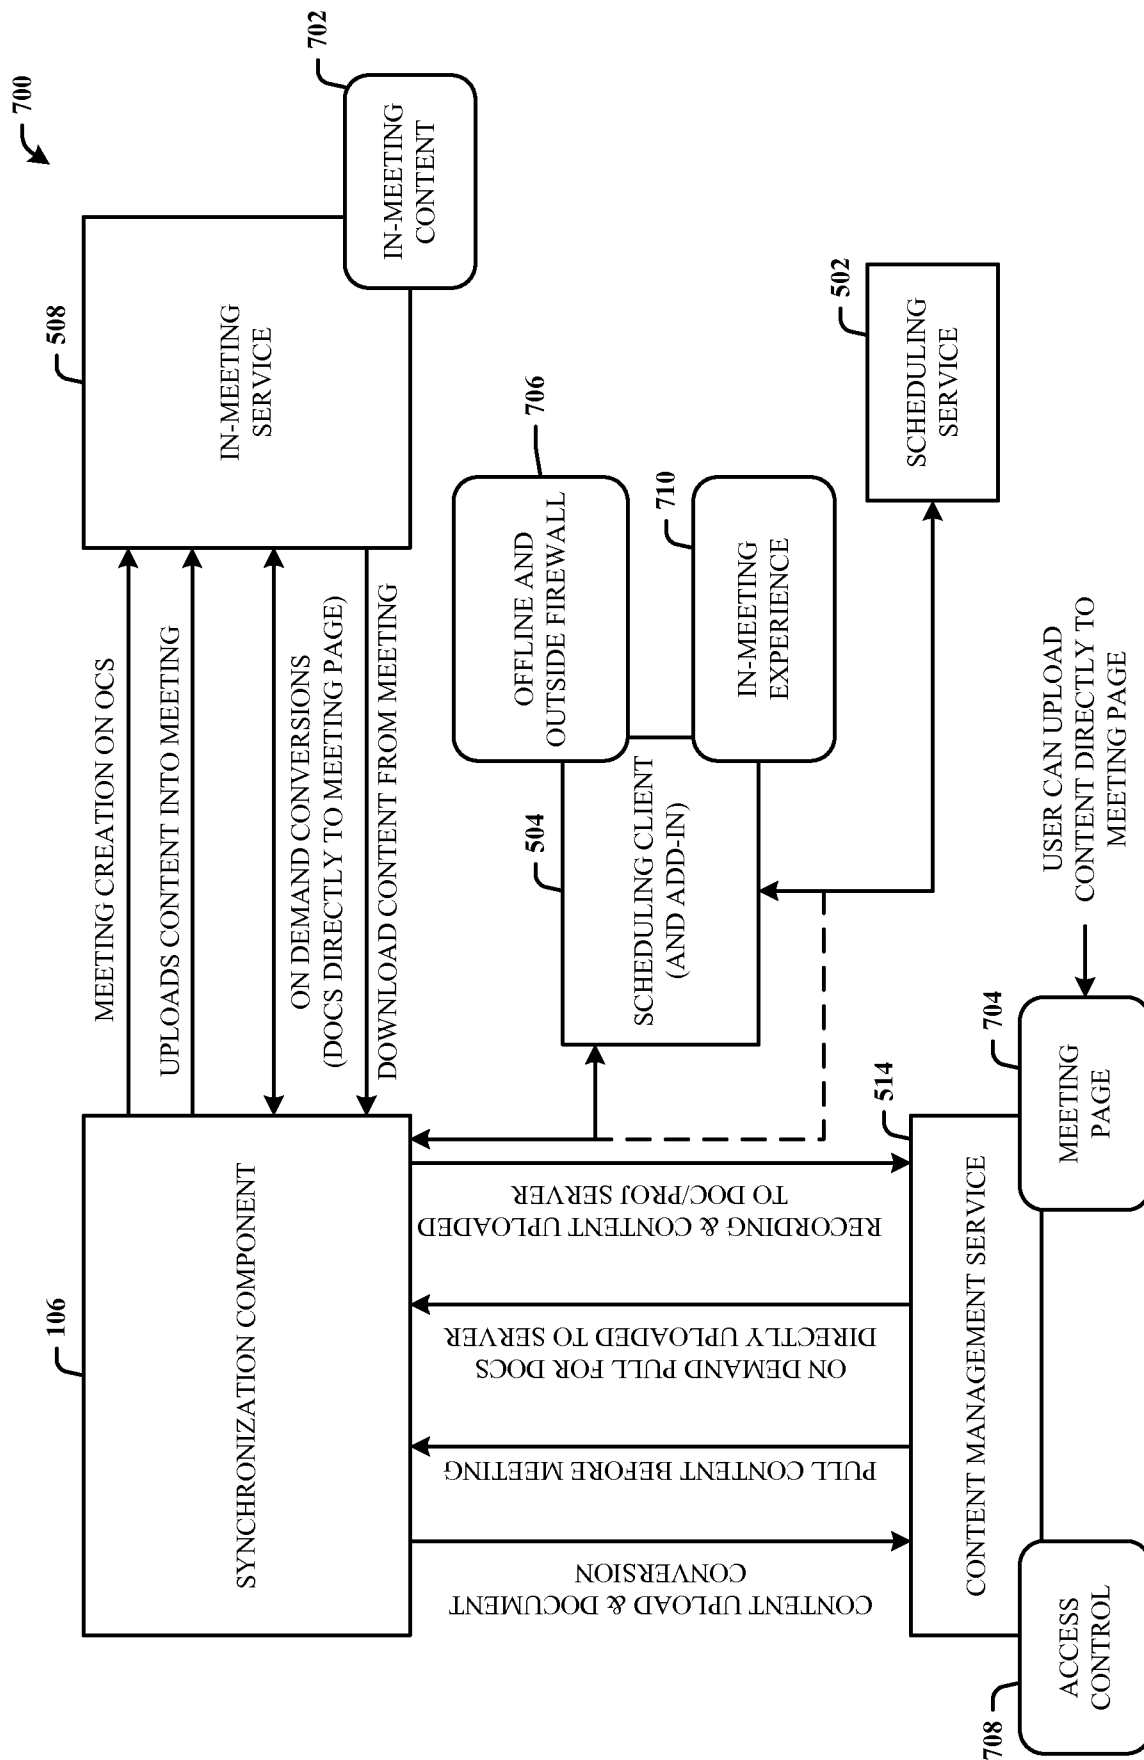 700
702
IN-MEETING
CONTENT
508
IN-MEETING
SERVICE
MEETING CREATION ON OCS
UPLOADS CONTENT INTO MEETING
ON DEMAND CONVERSIONS
(DOCS DIRECTLY TO MEETING PAGE)
DOWNLOAD CONTENT FROM MEETING
106
SYNCHRONIZATION COMPONENT
706
OFFLINE AND
OUTSIDE FIREWALL
710
IN-MEETING
EXPERIENCE
504
SCHEDULING CLIENT
(AND ADD-IN)
502
SCHEDULING
SERVICE
CONTENT UPLOAD & DOCUMENT
CONVERSION
PULL CONTENT BEFORE MEETING
ON DEMAND PULL FOR DOCS
DIRECTLY UPLOADED TO SERVER
RECORDING & CONTENT UPLOADED
TO DOC/PROJ SERVER
514
CONTENT MANAGEMENT SERVICE
708
ACCESS
CONTROL
704
MEETING
PAGE
USER CAN UPLOAD
CONTENT DIRECTLY TO
MEETING PAGE